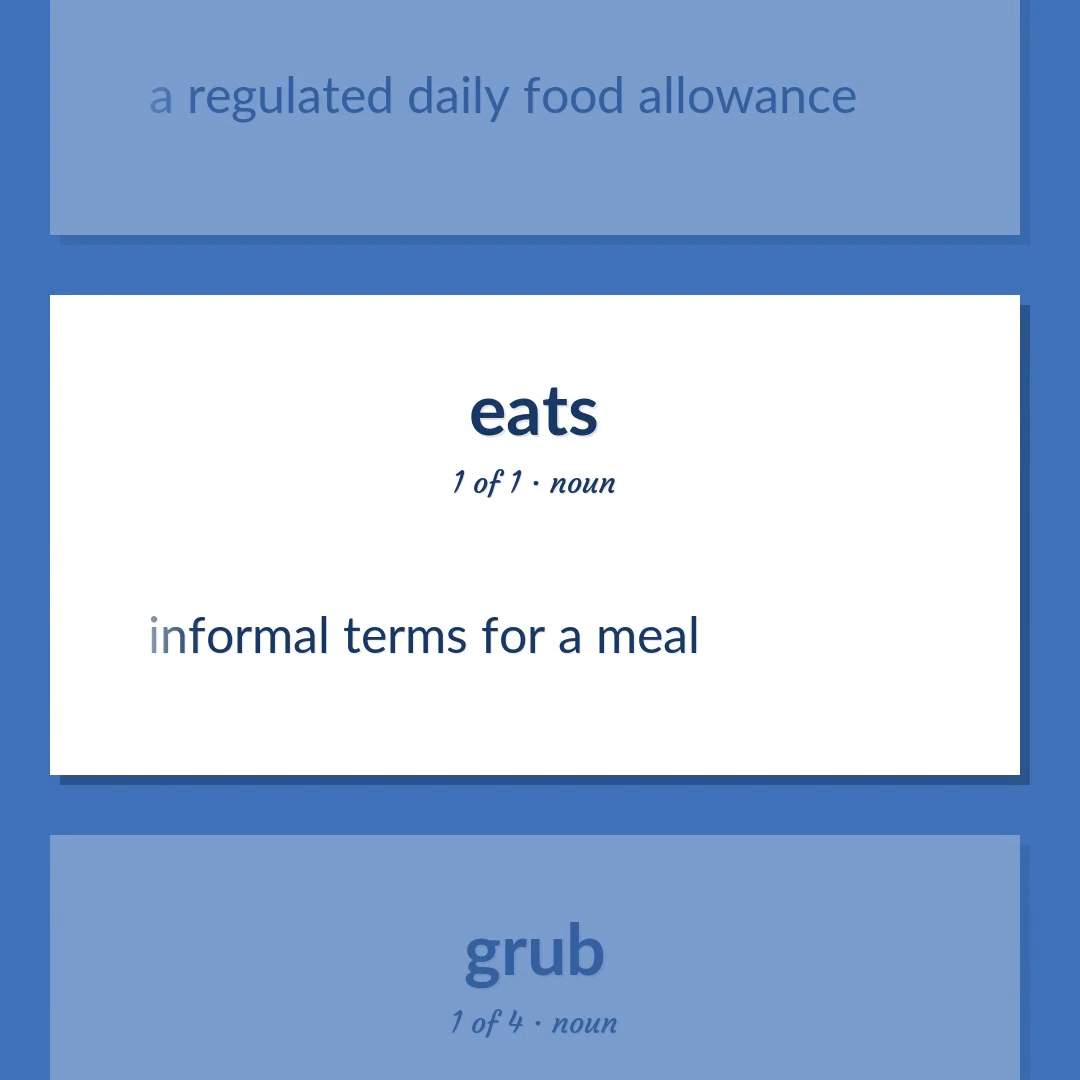 a regulated daily food allowance
eats
1 of 1 · noun
informal terms for a meal
grub
1 of 4 · noun